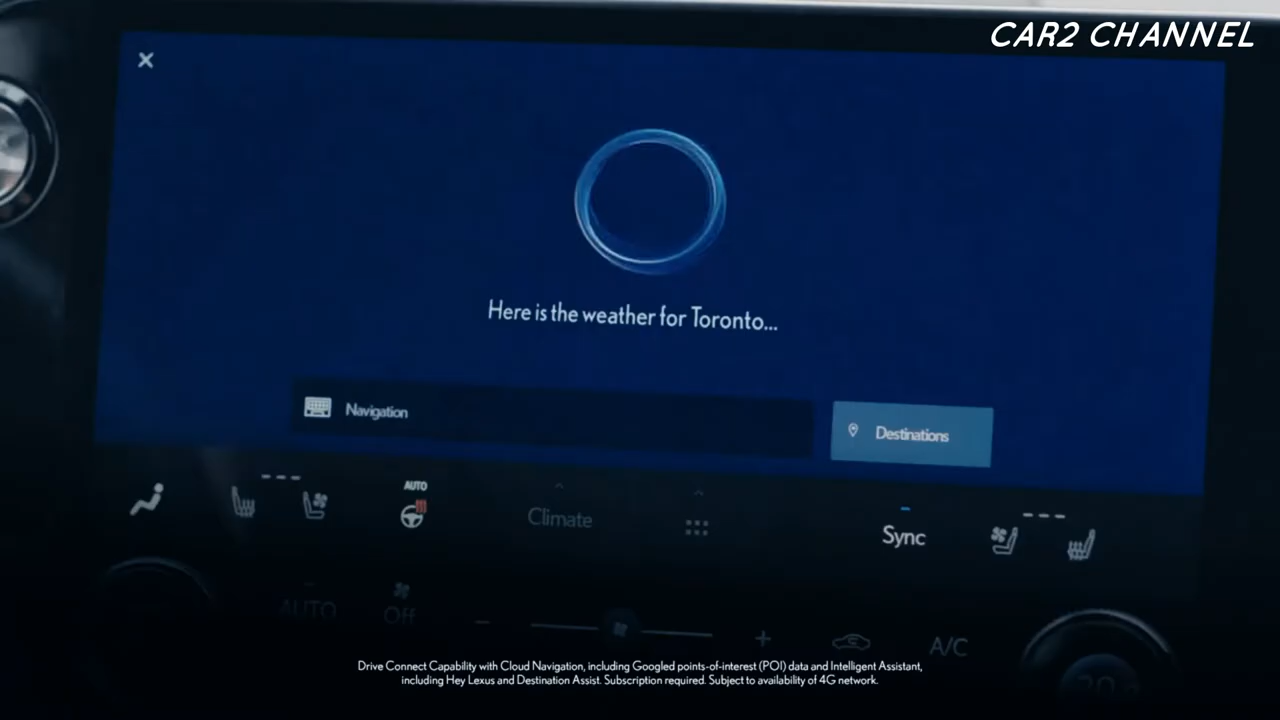 CAR2 CHANNEL
Here is the weather for Toronto...
Navigation
Destinations
AUTO
Climate
Sync
AUTO
Off
A/C
Drive Connect Capability with Cloud Navigation, including Googled points-of-interest (POI) data and Intelligent Assistant,
including Hey Lexus and Destination Assist. Subscription required. Subject to availability of 4G network.